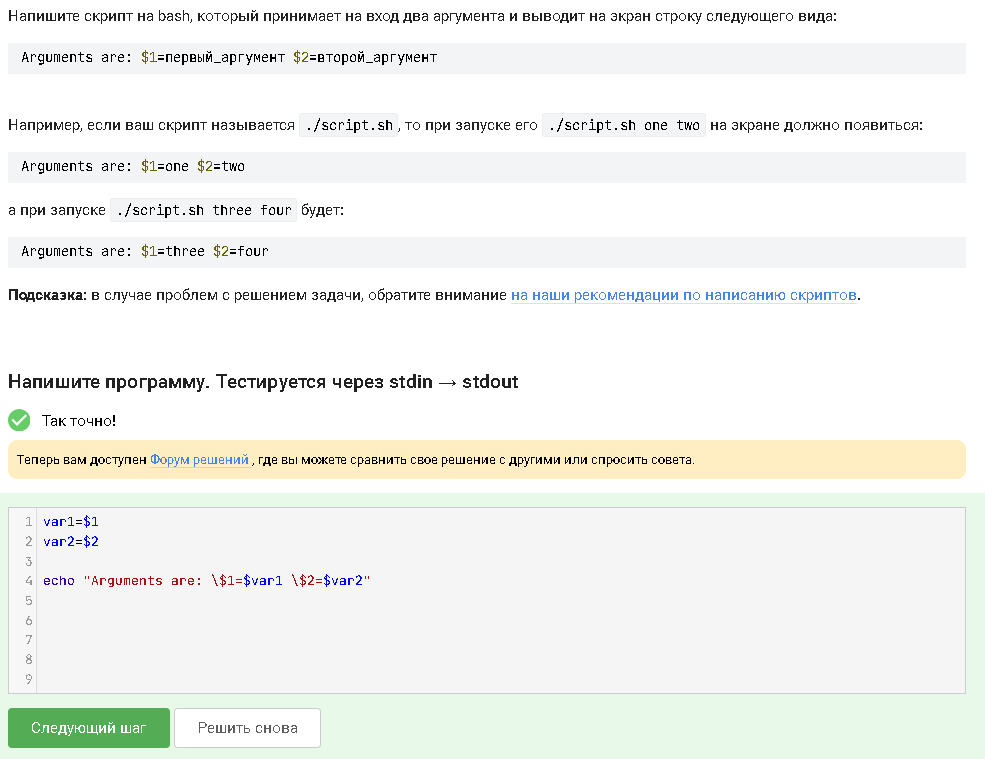 Напишите скрипт на bash, который принимает на вход два аргумента и выводит на экран строку следующего вида:
Arguments are: $1=первый_аргумент $2=второй_аргумент
Например, если ваш скрипт называется ./script.sh, то при запуске его ./script.sh one two на экране должно появиться:
Arguments are: $1=one $2=two
а при запуске ./script.sh three four будет:
Arguments are: $1=three $2=four
Подсказка: в случае проблем с решением задачи, обратите внимание на наши рекомендации по написанию скриптов.
Напишите программу. Тестируется через stdin → stdout
Так точно!
Теперь вам доступен Форум решений , где вы можете сравнить свое решение с другими или спросить совета.
1 var1=$1
2 var2=$2
3
4 echo "Arguments are: \$1=$var1 \$2=$var2"
5
6
7
8
9
Следующий шаг Решить снова